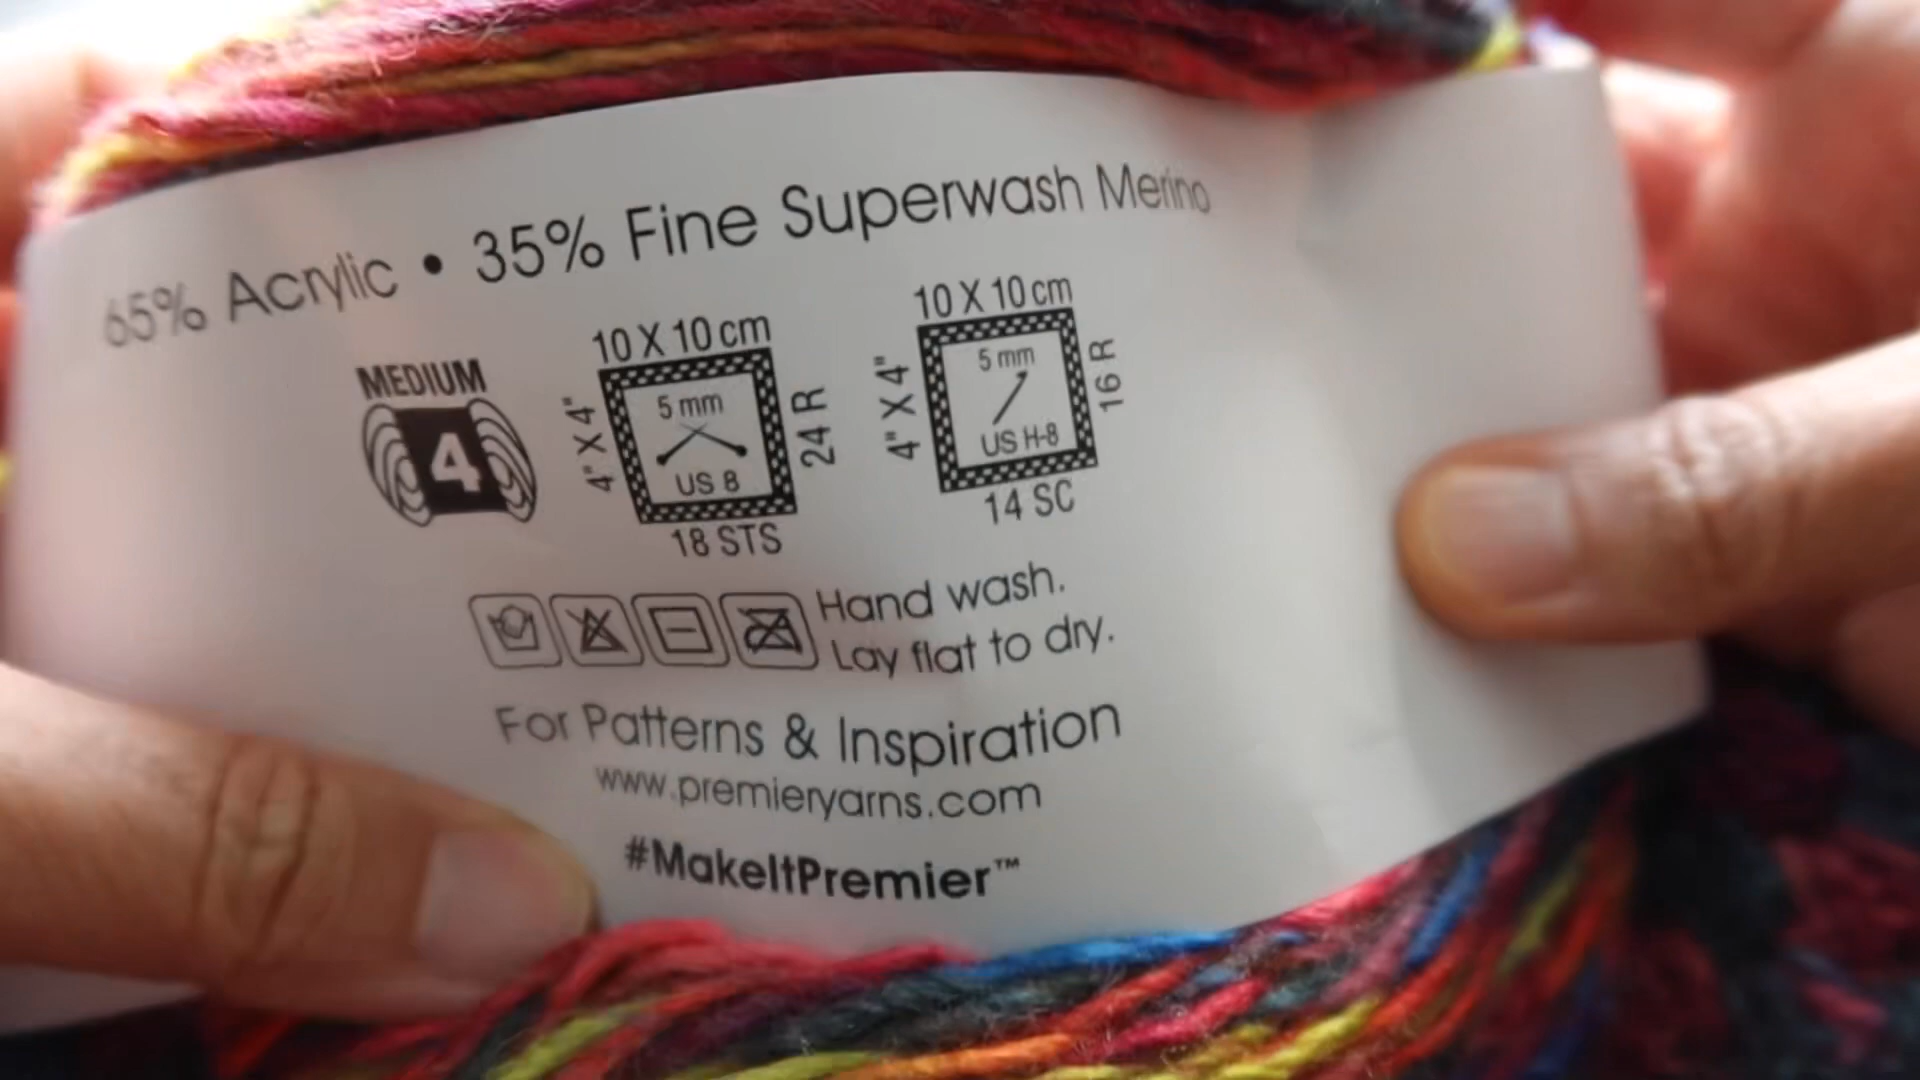 65% Acrylic • 35% Fine Superwash Merino
MEDIUM
4
10 X 10 cm
4" X 4"
5 mm
US 8
24 R
18 STS
10 X 10 cm
4" X 4"
5 mm
US H-8
16 R
14 SC
Hand wash.
Lay flat to dry.
For Patterns & Inspiration
www.premieryarns.com
#MakeItPremier™